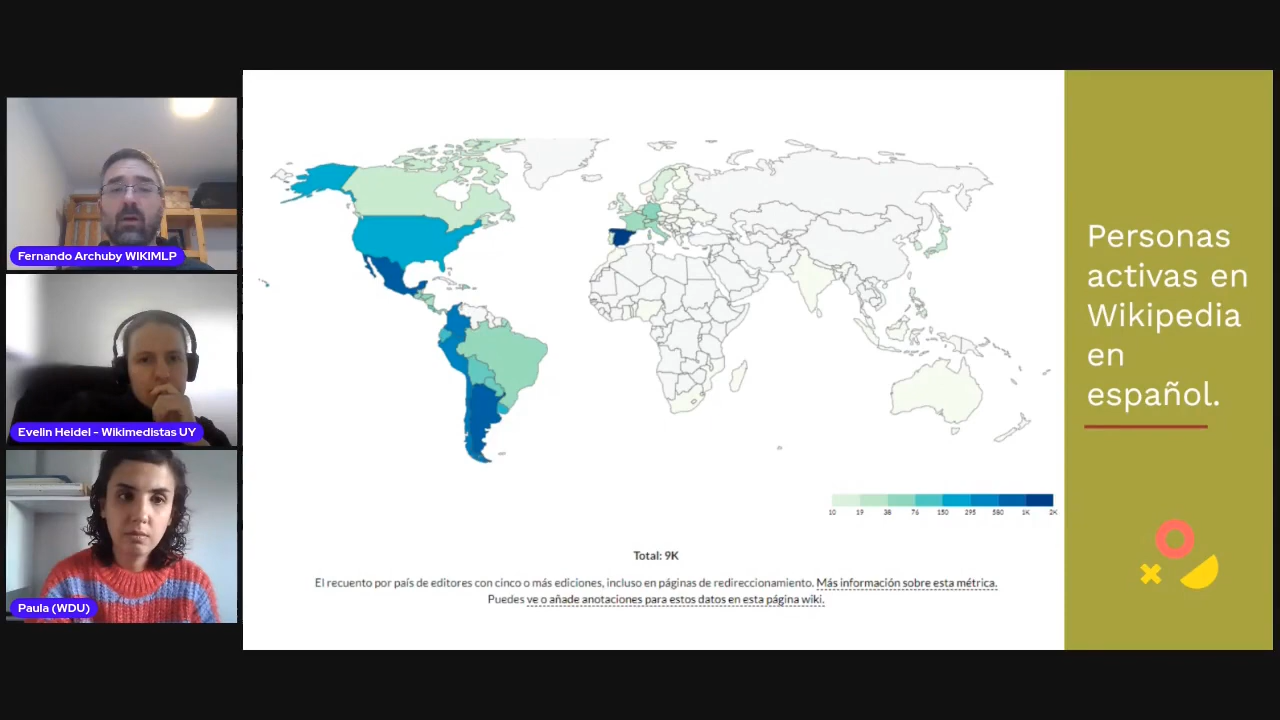 Fernando Archuby WIKIMLP
Evelin Heidel - Wikimedistas UY
Paula (WDU)
10 19 38 76 150 295 580 1K 2K
Total: 9K
El recuento por país de editores con cinco o más ediciones, incluso en páginas de redireccionamiento. Más información sobre esta métrica.
Puedes ve o añade anotaciones para estos datos en esta página wiki.
Personas
activas en
Wikipedia
en
español.